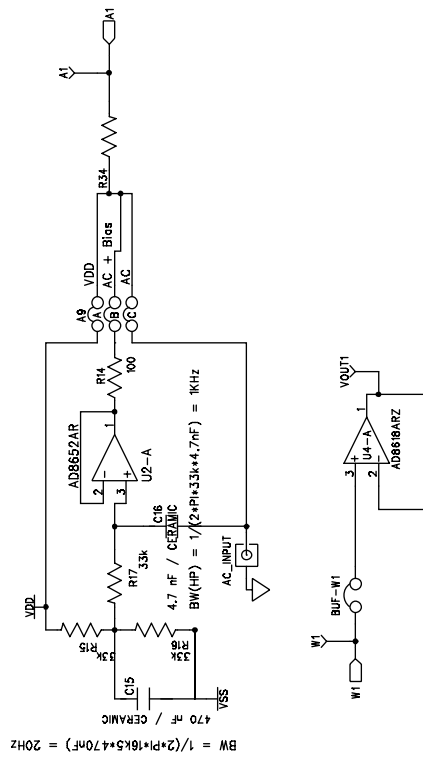 A1
A1
R34
VDD
AC + Bias
AC
A9
A
B
C
R14
100
AD8652AR
2
-
3
+
1
U2-A
BW(HP) = 1/(2*PI*33k*4.7nF) = 1KHz
4.7 nF / CERAMIC
C16
R17
33k
AC_INPUT
VDD
R15
33k
R16
33k
C15
470 nF / CERAMIC
VSS
BW = 1/(2*PI*16k5*470nF) = 20Hz
VOUT1
1
U4-A
AD8618ARZ
3
+
2
-
BUF-W1
W1
W1